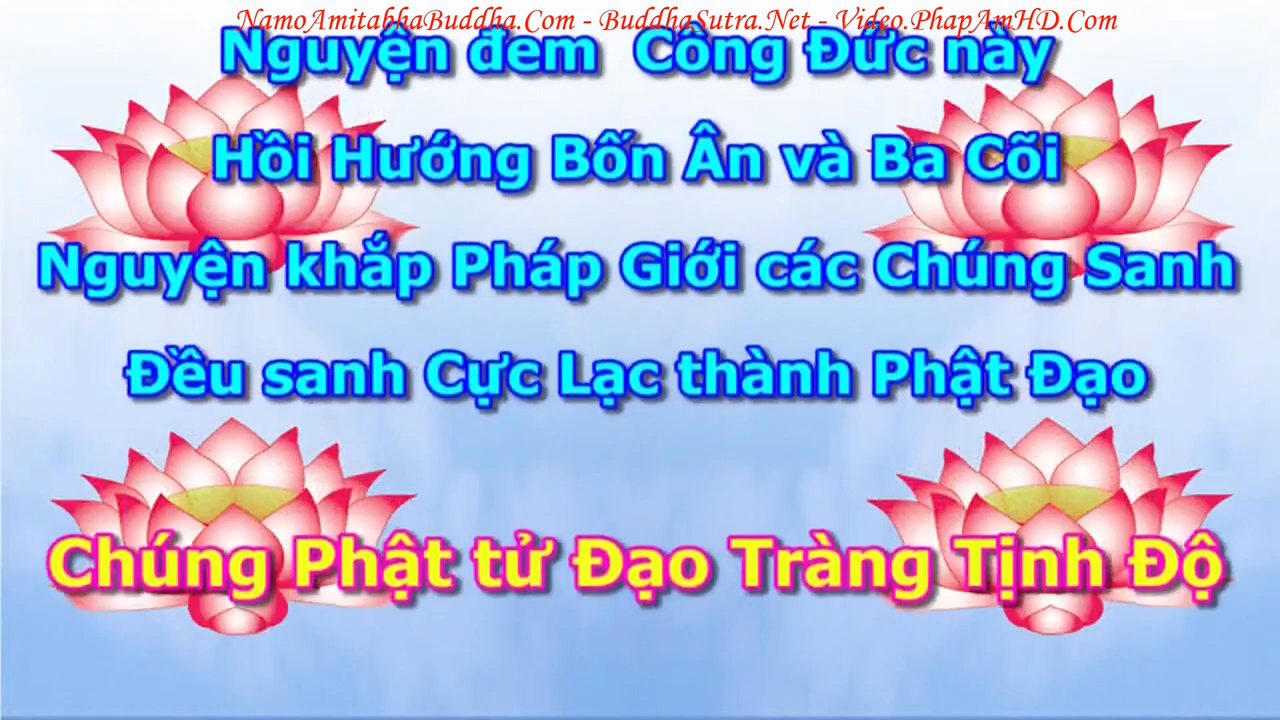 NamoAmitabhaBuddha.Com - BuddhaSutra.Net - Video.PhapAmHD.Com
Nguyện đem Công Đức này
Hồi Hướng Bốn Ân và Ba Cõi
Nguyện khắp Pháp Giới các Chúng Sanh
Đều sanh Cực Lạc thành Phật Đạo
Chúng Phật tử Đạo Tràng Tịnh Độ